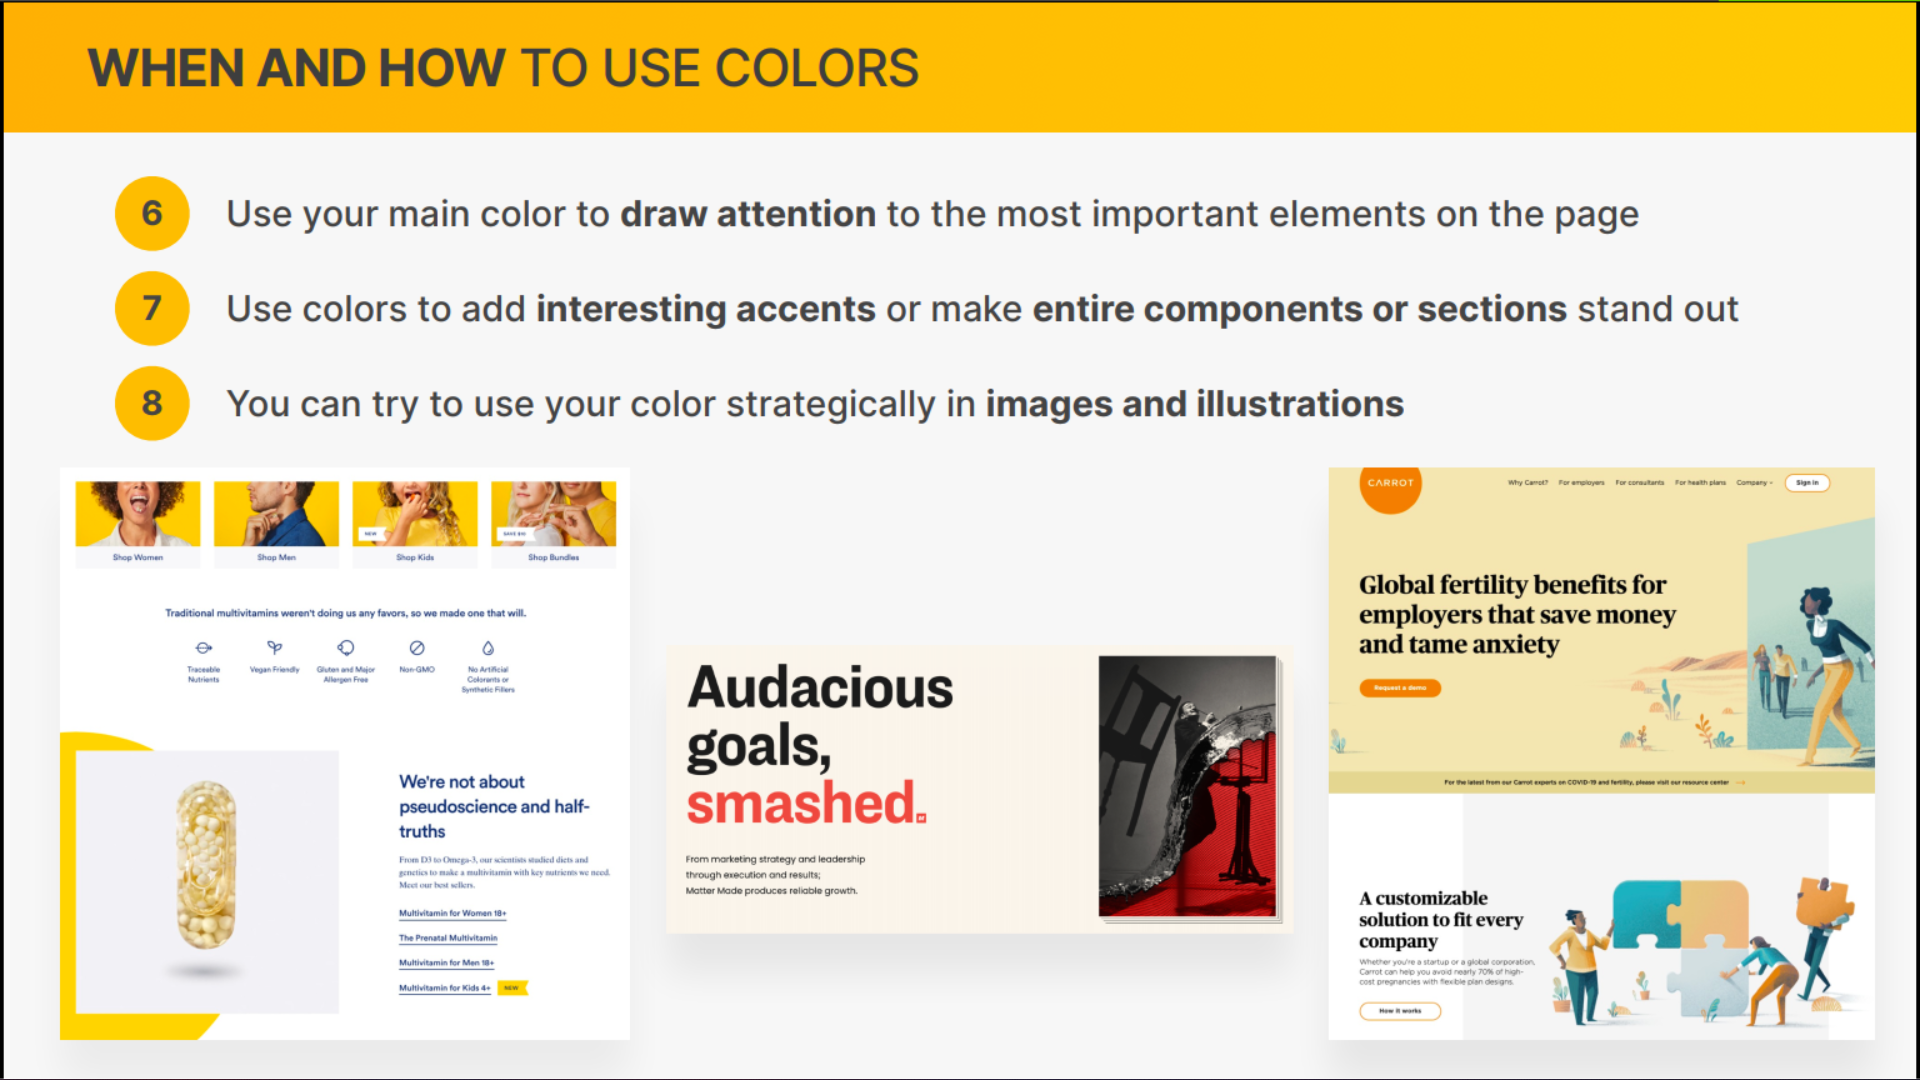 WHEN AND HOW TO USE COLORS
6 Use your main color to draw attention to the most important elements on the page
7 Use colors to add interesting accents or make entire components or sections stand out
8 You can try to use your color strategically in images and illustrations
NEW
SAVE $10
Shop Women
Shop Men
Shop Kids
Shop Bundles
Traditional multivitamins weren't doing us any favors, so we made one that will.
Traceable
Nutrients
Vegan Friendly
Gluten and Major
Allergen Free
Non-GMO
No Artificial
Colorants or
Synthetic Fillers
We're not about
pseudoscience and half-
truths
From D3 to Omega-3, our scientists studied diets and
genetics to make a multivitamin with key nutrients we need.
Meet our best sellers.
Multivitamin for Women 18+
The Prenatal Multivitamin
Multivitamin for Men 18+
Multivitamin for Kids 4+ NEW
Audacious
goals,
smashed.
From marketing strategy and leadership
through execution and results;
Matter Made produces reliable growth.
CARROT
Why Carrot? For employers For consultants For health plans Company Sign in
Global fertility benefits for
employers that save money
and tame anxiety
Request a demo
For the latest from our Carrot experts on COVID-19 and fertility, please visit our resource center
A customizable
solution to fit every
company
Whether you're a startup or a global corporation,
Carrot can help you avoid nearly 70% of high-
cost pregnancies with flexible plan designs.
How it works